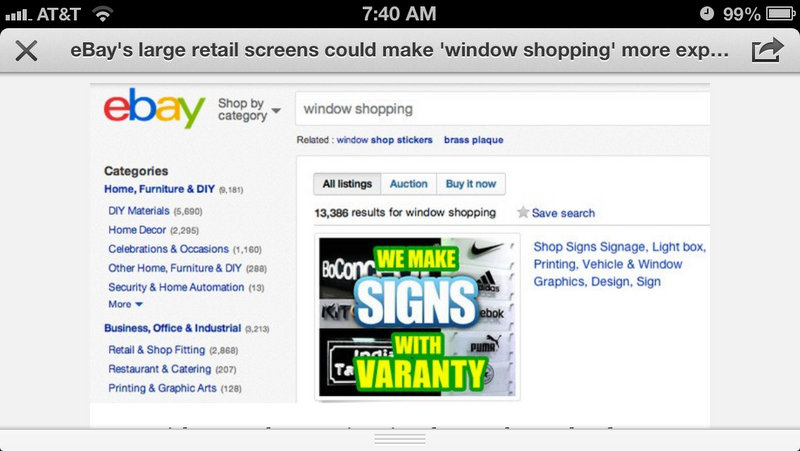 AT&T 7:40 AM 99%
eBay's large retail screens could make 'window shopping' more exp...
ebay Shop by category window shopping
Related : window shop stickers brass plaque
Categories
Home, Furniture & DIY (9,181)
DIY Materials (5,690)
Home Decor (2,295)
Celebrations & Occasions (1,160)
Other Home, Furniture & DIY (288)
Security & Home Automation (13)
More
Business, Office & Industrial (3,213)
Retail & Shop Fitting (2,868)
Restaurant & Catering (207)
Printing & Graphic Arts (128)
All listings Auction Buy it now
13,386 results for window shopping Save search
WE MAKE
SIGNS
WITH
VARANTY
BoConce
adidas
ebok
PUMA
Shop Signs Signage, Light box,
Printing, Vehicle & Window
Graphics, Design, Sign